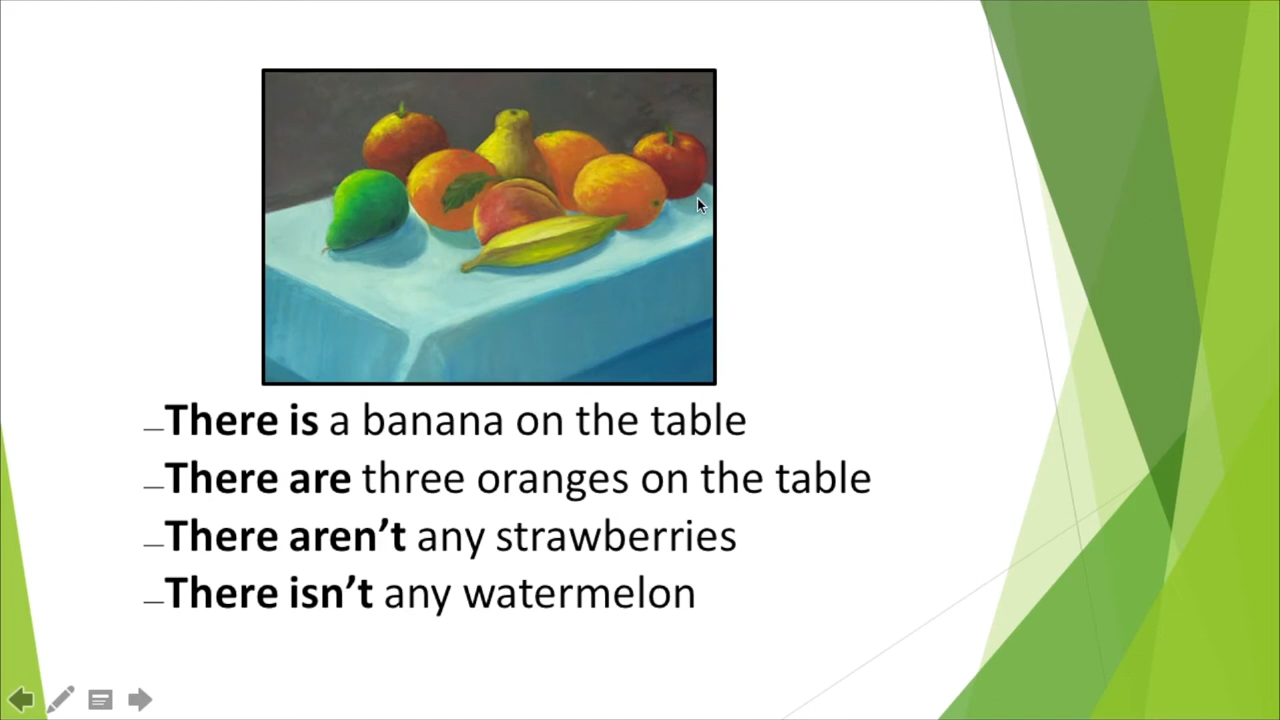 There is a banana on the table
There are three oranges on the table
There aren’t any strawberries
There isn’t any watermelon